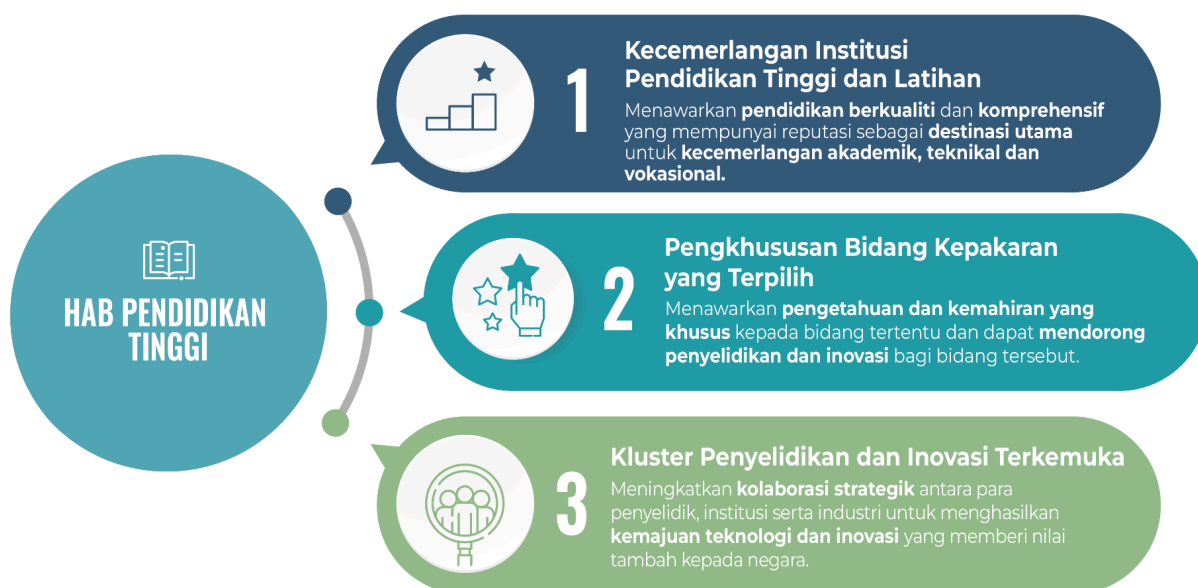 HAB PENDIDIKAN
TINGGI
1
Kecemerlangan Institusi
Pendidikan Tinggi dan Latihan
Menawarkan pendidikan berkualiti dan komprehensif
yang mempunyai reputasi sebagai destinasi utama
untuk kecemerlangan akademik, teknikal dan
vokasional.
2
Pengkhususan Bidang Kepakaran
yang Terpilih
Menawarkan pengetahuan dan kemahiran yang
khusus kepada bidang tertentu dan dapat mendorong
penyelidikan dan inovasi bagi bidang tersebut.
3
Kluster Penyelidikan dan Inovasi Terkemuka
Meningkatkan kolaborasi strategik antara para
penyelidik, institusi serta industri untuk menghasilkan
kemajuan teknologi dan inovasi yang memberi nilai
tambah kepada negara.